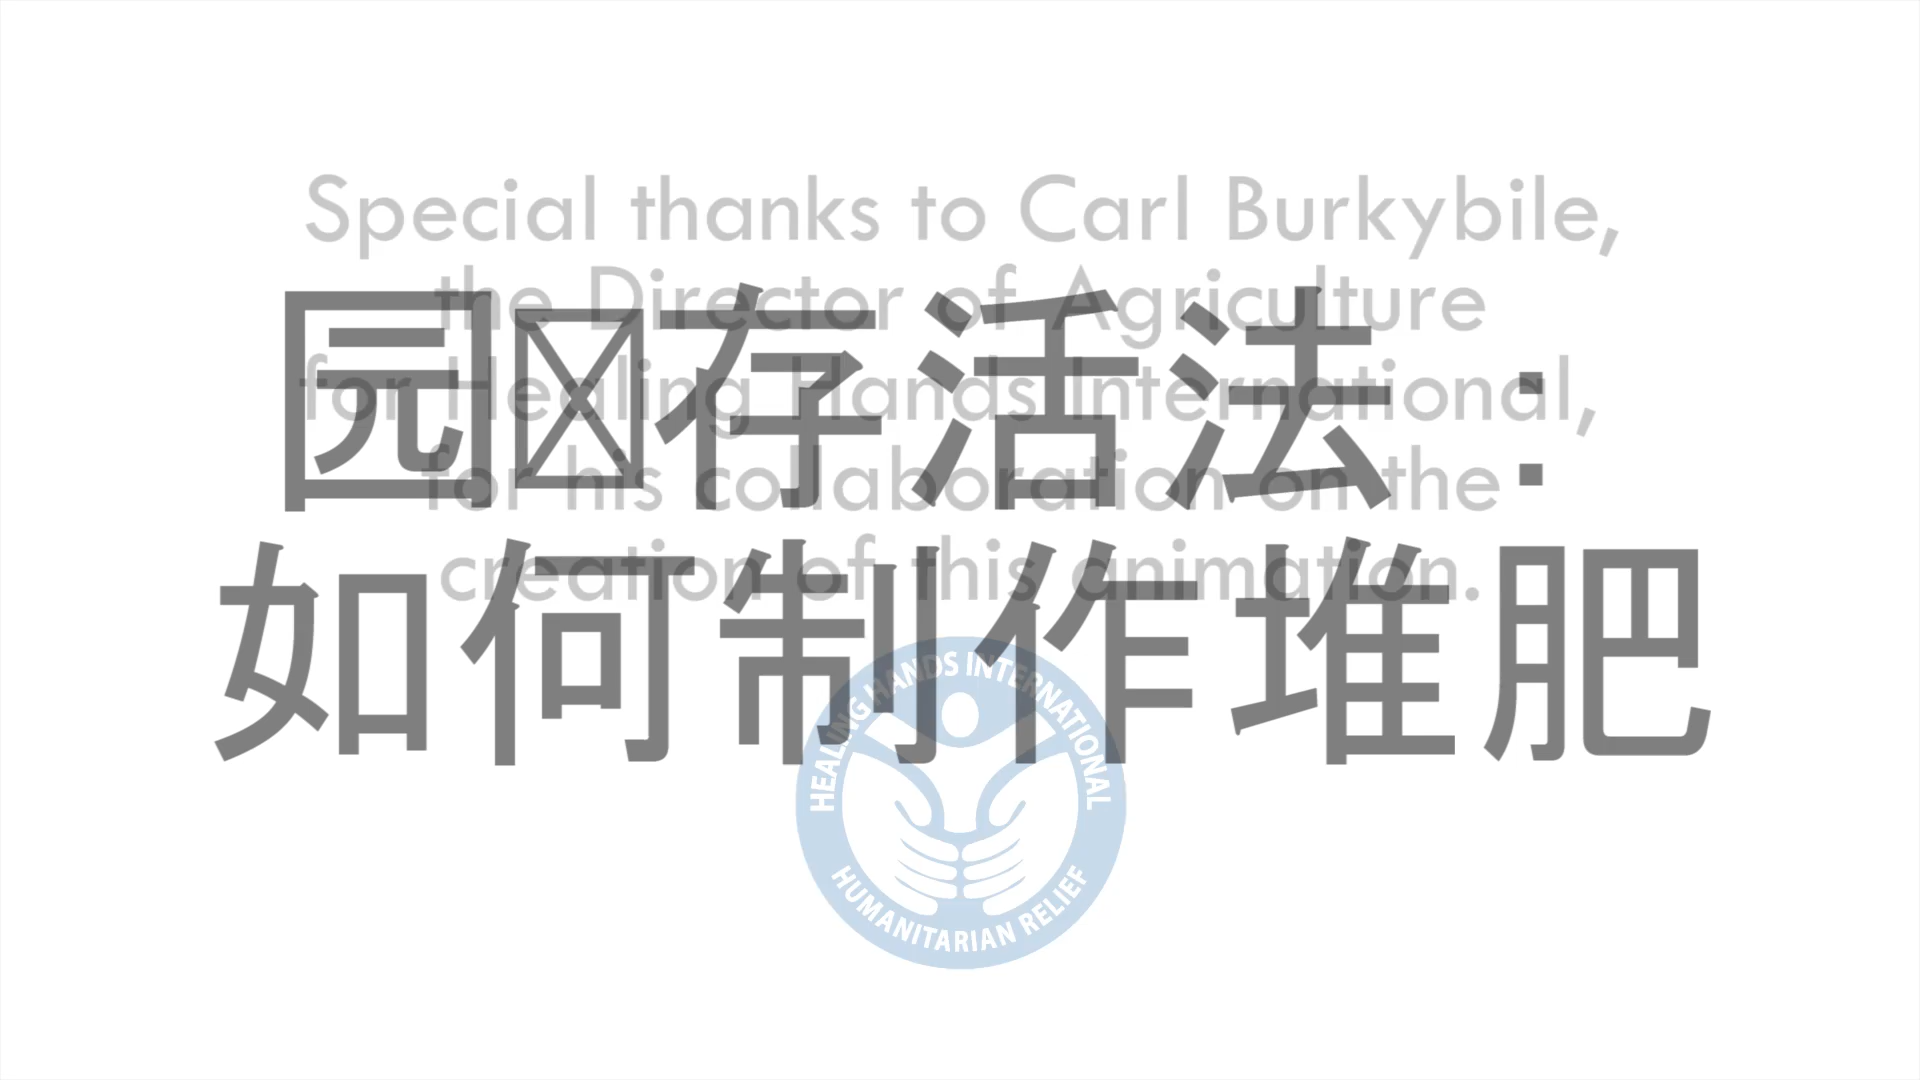 Special thanks to Carl Burkybile,
the Director of Agriculture
for Healing Hands International,
for his collaboration on the
creation of this animation.
园存活法：
如何制作堆肥
HEALING HANDS INTERNATIONAL
HUMANITARIAN RELIEF